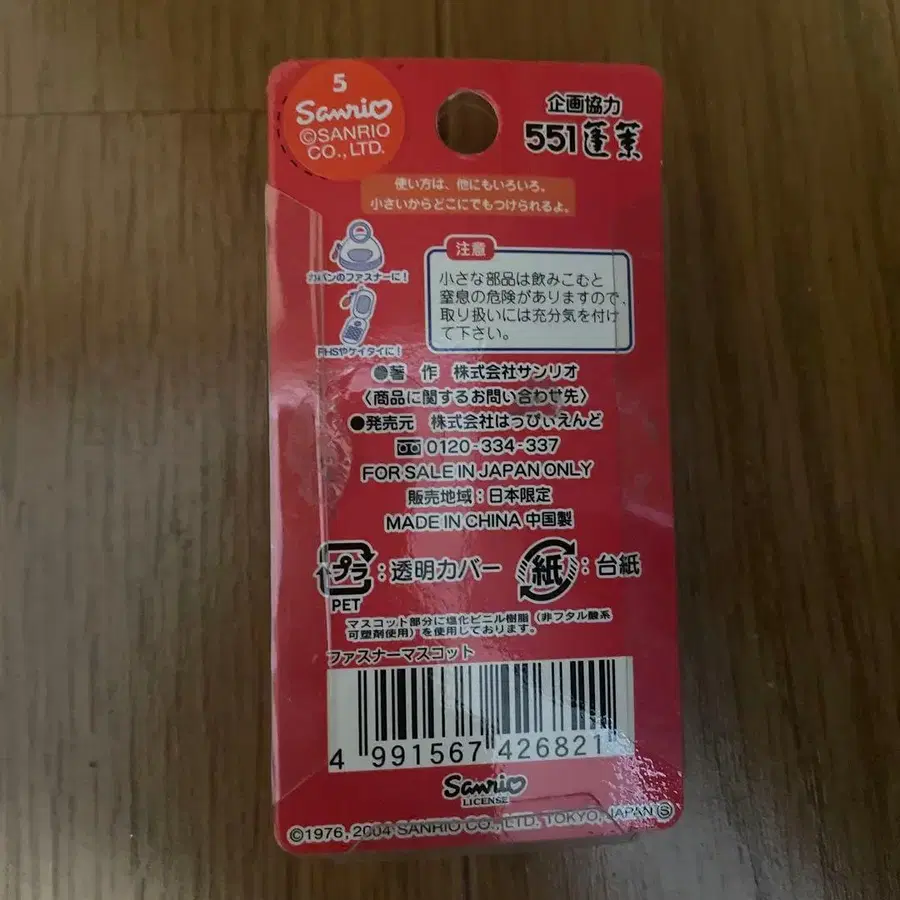 5
Sanrio
©SANRIO
CO., LTD.
企画協力
551蓬莱
使い方は、他にもいろいろ。
小さいからどこにでもつけられるよ。
カバンのファスナーに!
PHSやケイタイに!
注意
小さな部品は飲みこむと
窒息の危険がありますので、
取り扱いには充分気を付け
て下さい。
●著 作 株式会社サンリオ
〈商品に関するお問い合わせ先〉
●発売元 株式会社はっぴぃえんど
0120-334-337
FOR SALE IN JAPAN ONLY
販売地域:日本限定
MADE IN CHINA 中国製
プラ:透明カバー
PET
紙:台紙
マスコット部分に塩化ビニル樹脂(非フタル酸系
可塑剤使用)を使用しております。
ファスナーマスコット
4 991567 426821
Sanrio
LICENSE
©1976, 2004 SANRIO CO., LTD. TOKYO, JAPAN Ⓢ